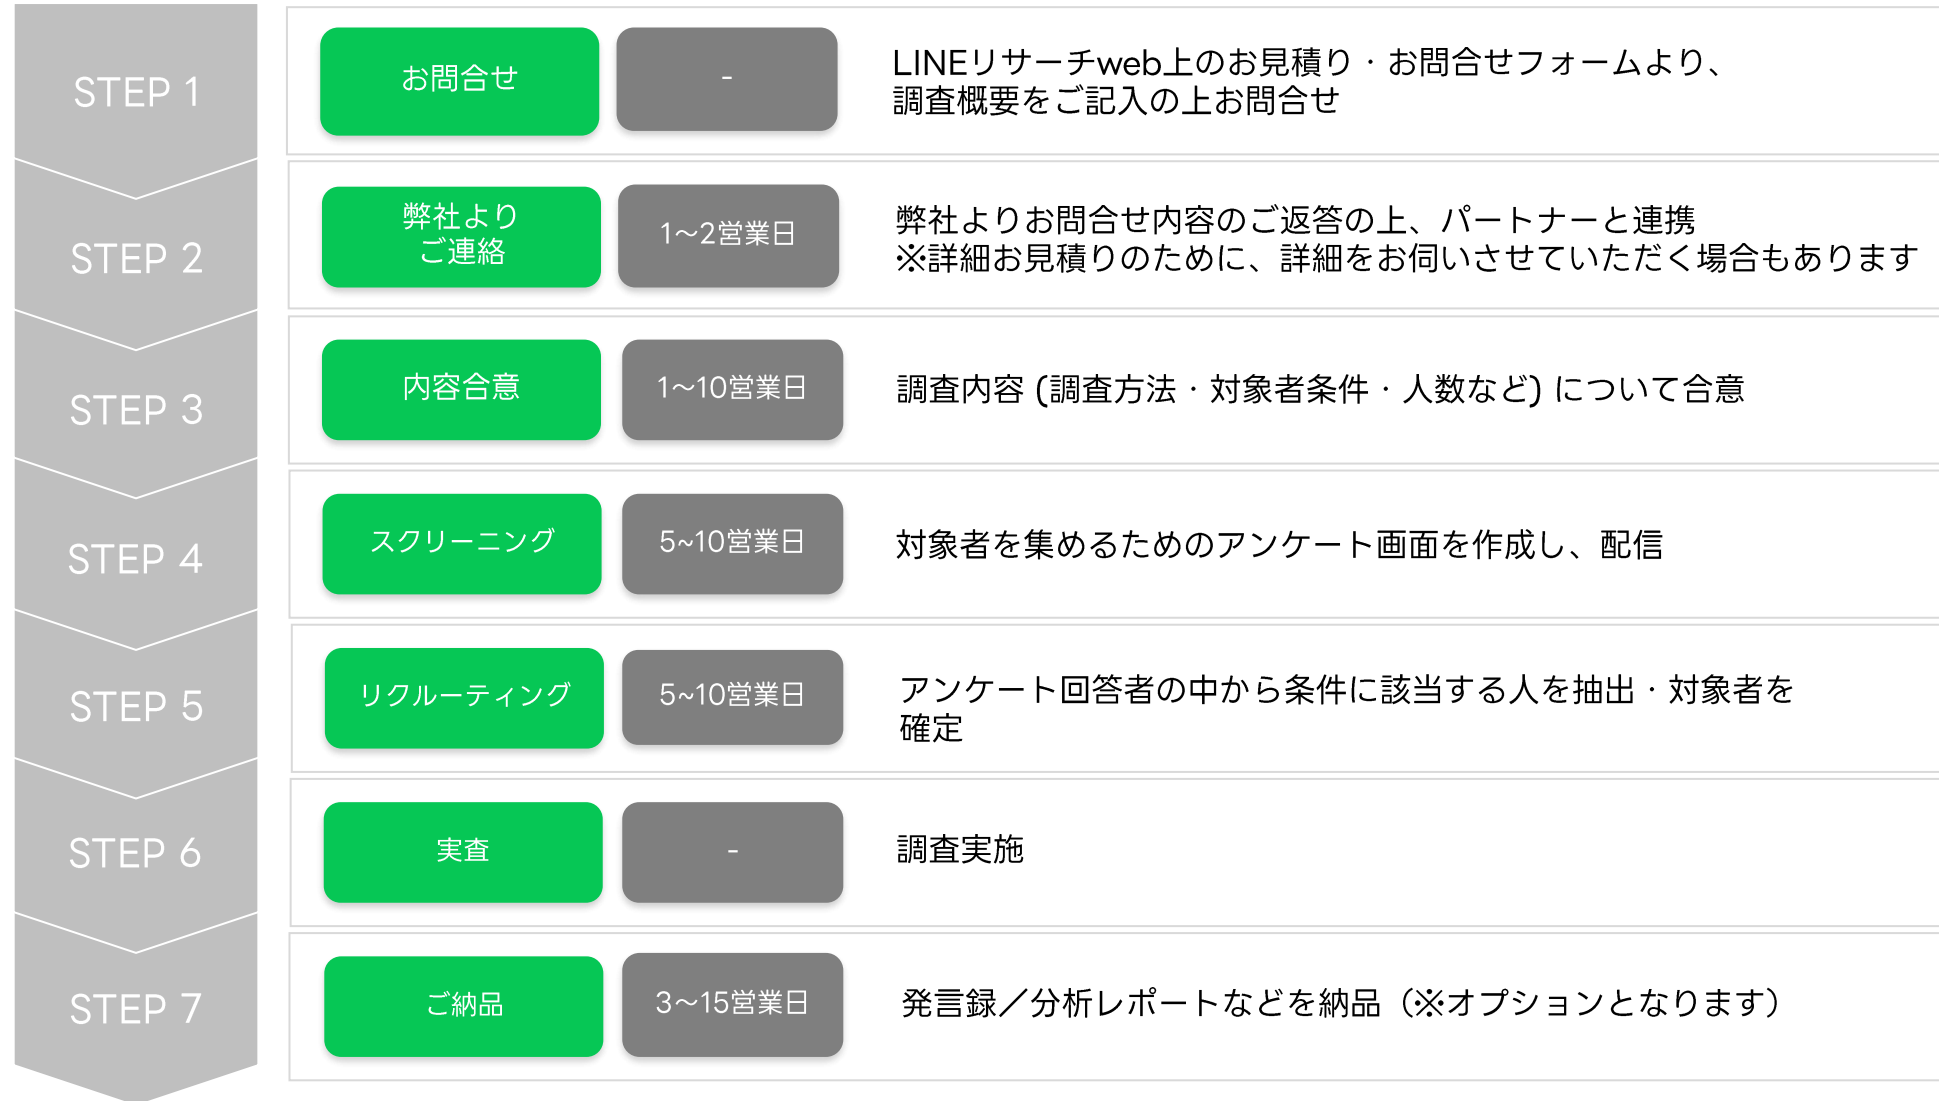 STEP 1
お問合せ
-
LINEリサーチweb上のお見積り・お問合せフォームより、
調査概要をご記入の上お問合せ
STEP 2
弊社より
ご連絡
1～2営業日
弊社よりお問合せ内容のご返答の上、パートナーと連携
※詳細お見積りのために、詳細をお伺いさせていただく場合もあります
STEP 3
内容合意
1～10営業日
調査内容 (調査方法・対象者条件・人数など) について合意
STEP 4
スクリーニング
5~10営業日
対象者を集めるためのアンケート画面を作成し、配信
STEP 5
リクルーティング
5~10営業日
アンケート回答者の中から条件に該当する人を抽出・対象者を
確定
STEP 6
実査
-
調査実施
STEP 7
ご納品
3～15営業日
発言録／分析レポートなどを納品（※オプションとなります）